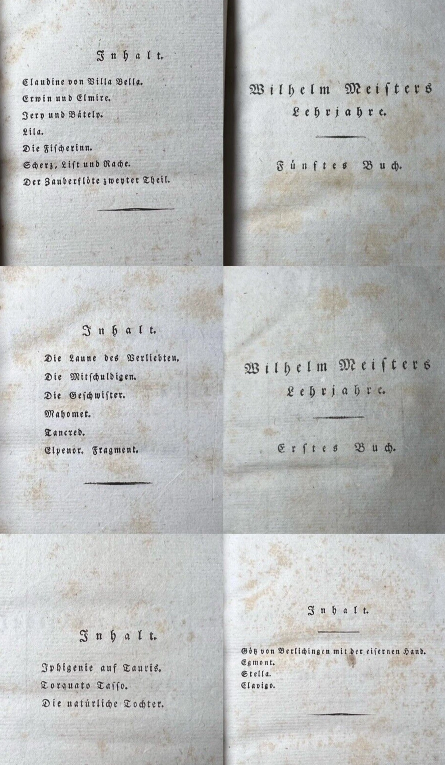 Inhalt.
Claudine von Villa Bella.
Erwin und Elmire.
Jery und Bätely.
Lila.
Die Fischerinn.
Scherz, List und Rache.
Der Zauberflöte zweyter Theil.
Wilhelm Meisters
Lehrjahre.
Fünftes Buch.
Inhalt.
Die Laune des Verliebten.
Die Mitschuldigen.
Die Geschwister.
Mahomet.
Tancred.
Elpenor. Fragment.
Wilhelm Meisters
Lehrjahre.
Erstes Buch.
Inhalt.
Iphigenie auf Tauris.
Torquato Tasso.
Die natürliche Tochter.
Inhalt.
Götz von Berlichingen mit der eisernen Hand.
Egmont.
Stella.
Clavigo.